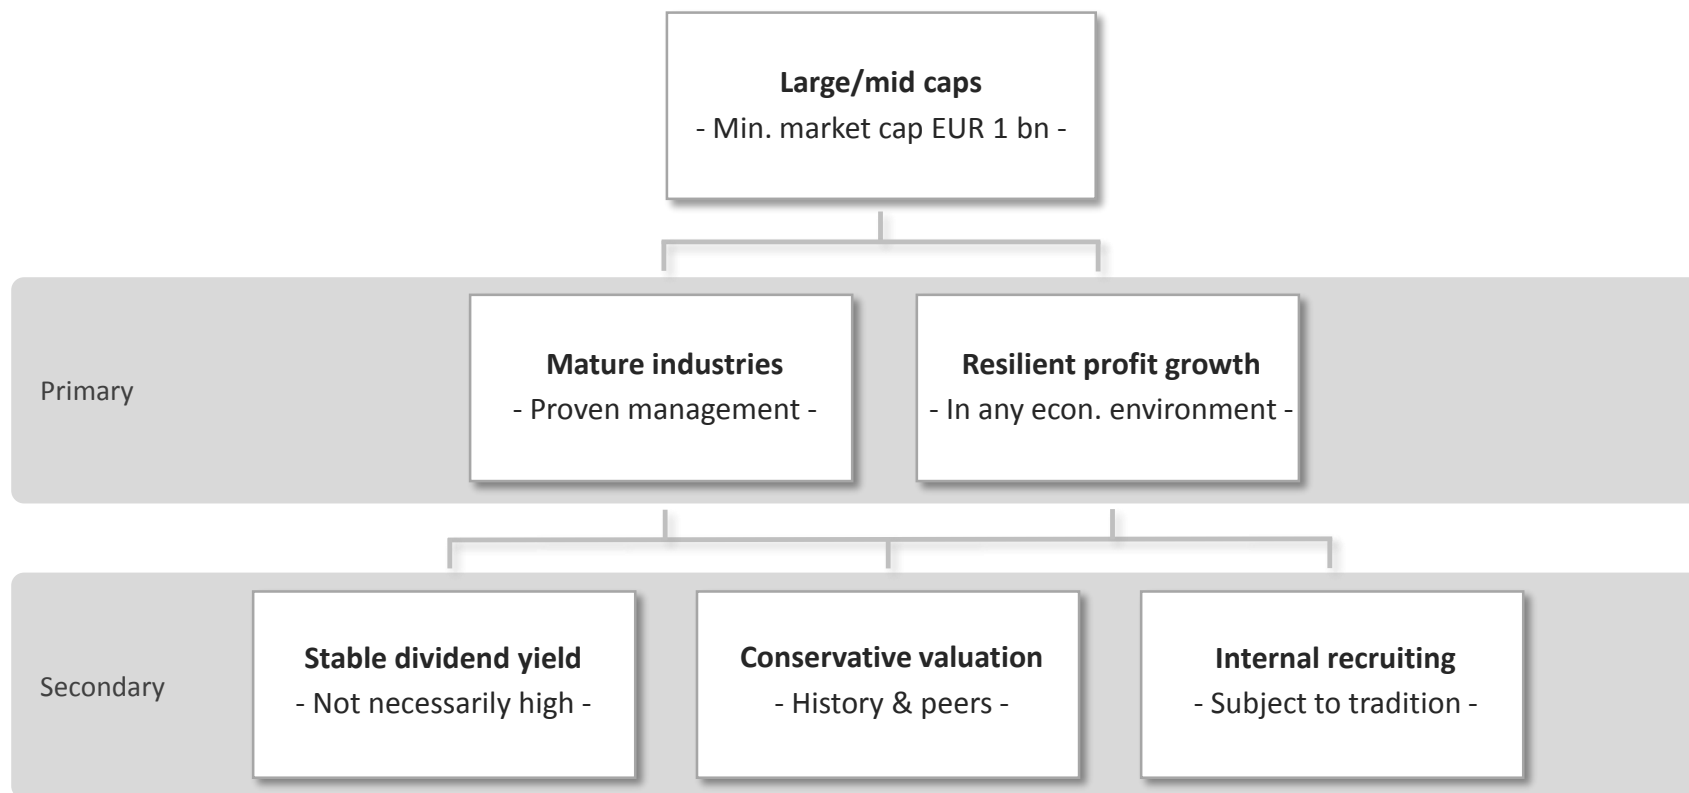 Large/mid caps
- Min. market cap EUR 1 bn -
Primary
Mature industries
- Proven management -
Resilient profit growth
- In any econ. environment -
Secondary
Stable dividend yield
- Not necessarily high -
Conservative valuation
- History & peers -
Internal recruiting
- Subject to tradition -